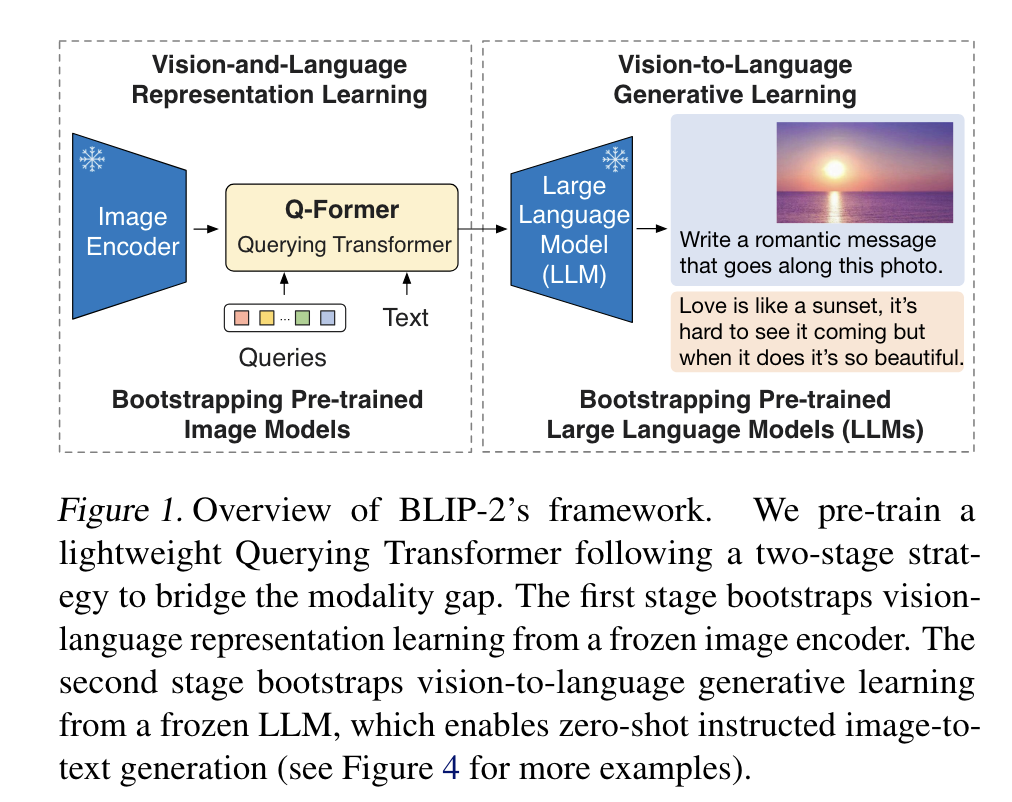 Vision-and-Language
Representation Learning
Image
Encoder
Q-Former
Querying Transformer
...
Queries
Text
Bootstrapping Pre-trained
Image Models
Vision-to-Language
Generative Learning
Large
Language
Model
(LLM)
Write a romantic message
that goes along this photo.
Love is like a sunset, it's
hard to see it coming but
when it does it's so beautiful.
Bootstrapping Pre-trained
Large Language Models (LLMs)
Figure 1. Overview of BLIP-2's framework. We pre-train a
lightweight Querying Transformer following a two-stage strat-
egy to bridge the modality gap. The first stage bootstraps vision-
language representation learning from a frozen image encoder. The
second stage bootstraps vision-to-language generative learning
from a frozen LLM, which enables zero-shot instructed image-to-
text generation (see Figure 4 for more examples).